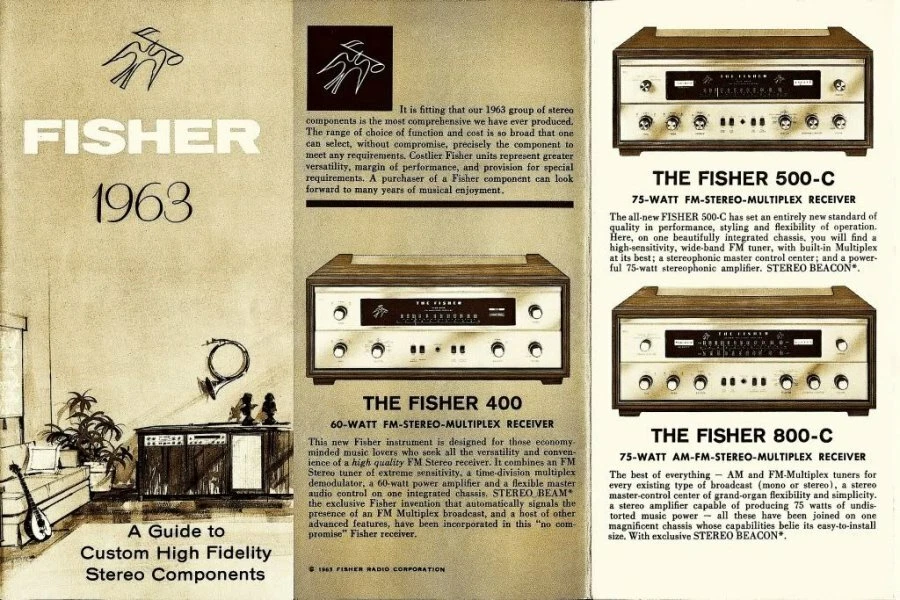 FISHER
1963
A Guide to
Custom High Fidelity
Stereo Components
It is fitting that our 1963 group of stereo
components is the most comprehensive we have ever produced.
The range of choice of function and cost is so broad that one
can select, without compromise, precisely the component to
meet any requirements. Costlier Fisher units represent greater
versatility, margin of performance, and provision for special
requirements. A purchaser of a Fisher component can look
forward to many years of musical enjoyment.
THE FISHER
THE FISHER 400
60-WATT FM-STEREO-MULTIPLEX RECEIVER
This new Fisher instrument is designed for those economy-
minded music lovers who seek all the versatility and conven-
ience of a high quality FM Stereo receiver. It combines an FM
Stereo tuner of extreme sensitivity, a time-division multiplex
demodulator, a 60-watt power amplifier and a flexible master
audio control on one integrated chassis. STEREO BEAM*
the exclusive Fisher invention that automatically signals the
presence of an FM Multiplex broadcast, and a host of other
advanced features, have been incorporated in this "no com-
promise" Fisher receiver.
© 1963 FISHER RADIO CORPORATION
THE FISHER
THE FISHER 500-C
75-WATT FM-STEREO-MULTIPLEX RECEIVER
The all-new FISHER 500-C has set an entirely new standard of
quality in performance, styling and flexibility of operation.
Here, on one beautifully integrated chassis, you will find a
high-sensitivity, wide-band FM tuner, with built-in Multiplex
at its best; a stereophonic master control center; and a power-
ful 75-watt stereophonic amplifier. STEREO BEACON*.
THE FISHER
THE FISHER 800-C
75-WATT AM-FM-STEREO-MULTIPLEX RECEIVER
The best of everything — AM and FM-Multiplex tuners for
every existing type of broadcast (mono or stereo), a stereo
master-control center of grand-organ flexibility and simplicity.
a stereo amplifier capable of producing 75 watts of undis-
torted music power — all these have been joined on one
magnificent chassis whose capabilities belie its easy-to-install
size. With exclusive STEREO BEACON*.